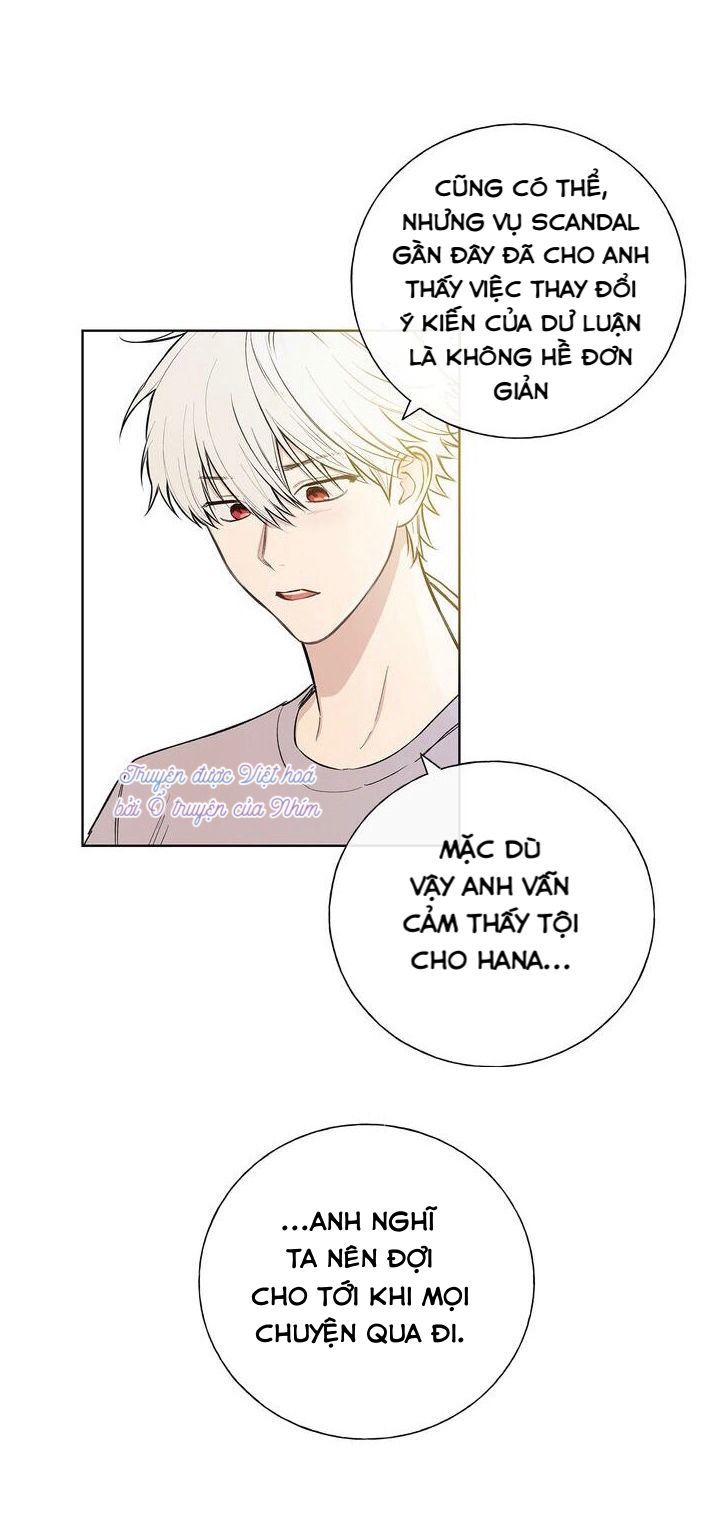 CŨNG CÓ THỂ,
NHƯNG VỤ SCANDAL
GẦN ĐÂY ĐÃ CHO ANH
THẤY VIỆC THAY ĐỔI
Ý KIẾN CỦA DƯ LUẬN
LÀ KHÔNG HỀ ĐƠN
GIẢN
Truyện được Việt hoá
bởi Ổ truyện của Nhím
MẶC DÙ
VẬY ANH VẪN
CẢM THẤY TỘI
CHO HANA...
...ANH NGHĨ
TA NÊN ĐỢI
CHO TỚI KHI MỌI
CHUYỆN QUA ĐI.